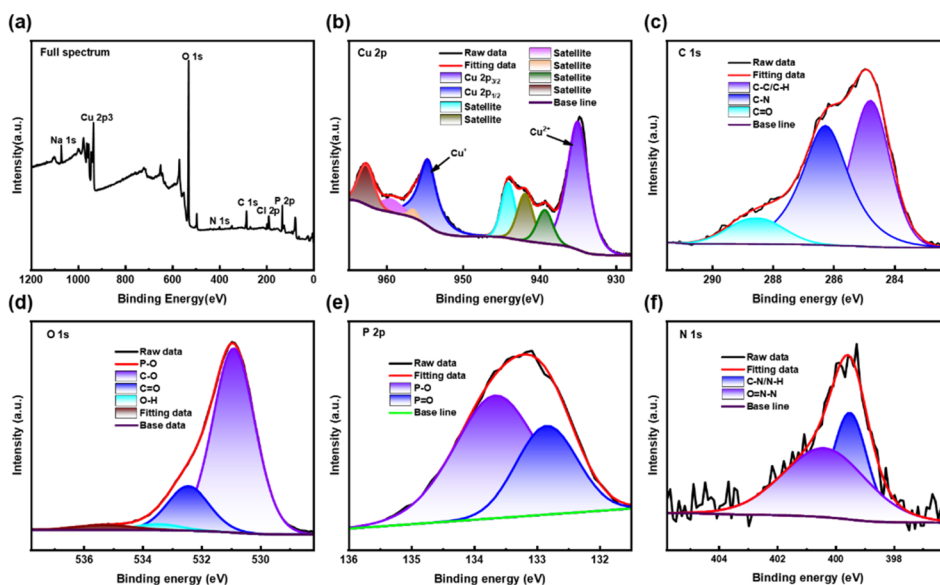 (a)
Full spectrum
O 1s
Cu 2p3
Na 1s
N 1s
C 1s
Cl 2p
P 2p
Intensity(a.u.)
1200 1000 800 600 400 200 0
Binding Energy(eV)
(b)
Cu 2p
Raw data
Fitting data
Cu 2p3/2
Cu 2p1/2
Satellite
Satellite
Satellite
Satellite
Satellite
Satellite
Base line
Cu+
Cu2+
Intensity (a.u.)
960 950 940 930
Binding energy (eV)
(c)
C 1s
Raw data
Fitting data
C-C/C-H
C-N
C=O
Base line
Intensity (a.u.)
290 288 286 284
Binding energy (eV)
(d)
O 1s
Raw data
P-O
C-O
C=O
O-H
Fitting data
Base data
Intensity (a.u.)
536 534 532 530
Binding energy (eV)
(e)
P 2p
Raw data
Fitting data
P-O
P=O
Base line
Intensity (a.u.)
136 135 134 133 132
Binding energy (eV)
(f)
N 1s
Raw data
Fitting data
C-N/N-H
O=N-N
Base line
Intensity (a.u.)
404 402 400 398
Binding energy (eV)